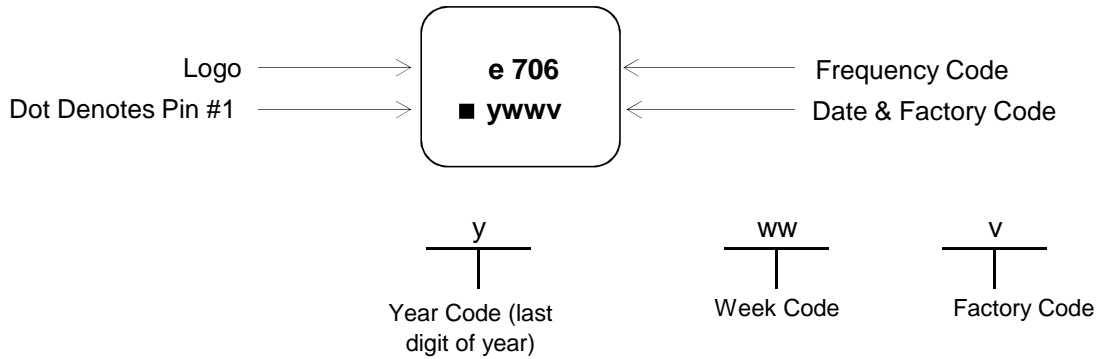 Logo
e 706
Frequency Code
Dot Denotes Pin #1
■ ywwv
Date & Factory Code
y
ww
v
Year Code (last
digit of year)
Week Code
Factory Code